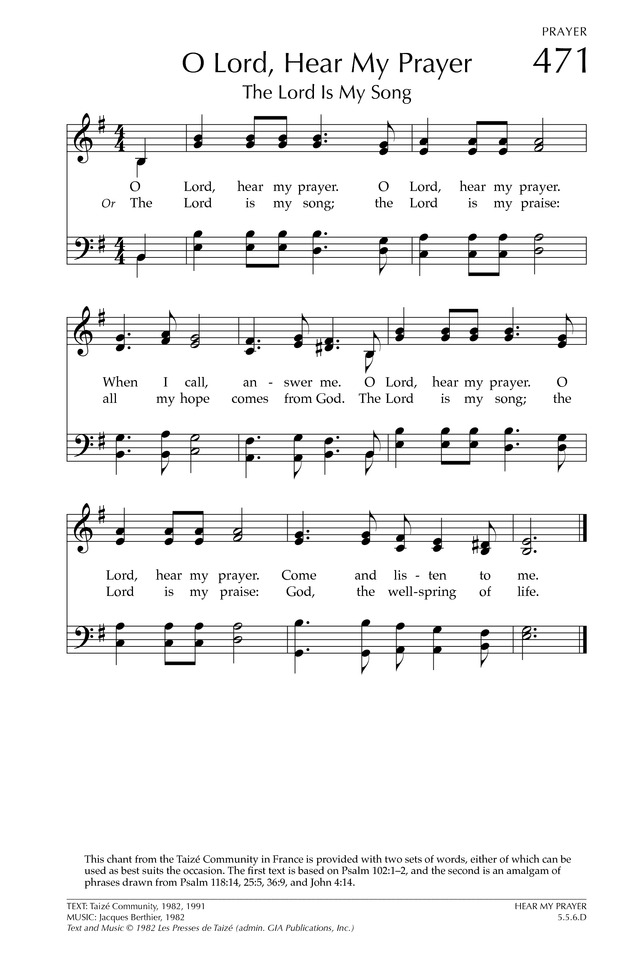 PRAYER
O Lord, Hear My Prayer 471
The Lord Is My Song
O Lord, hear my prayer. O Lord, hear my prayer.
Or The Lord is my song; the Lord is my praise:
When I call, an - swer me. O Lord, hear my prayer. O
all my hope comes from God. The Lord is my song; the
Lord, hear my prayer. Come and lis - ten to me.
Lord is my praise: God, the well-spring of life.
This chant from the Taizé Community in France is provided with two sets of words, either of which can be
used as best suits the occasion. The first text is based on Psalm 102:1–2, and the second is an amalgam of
phrases drawn from Psalm 118:14, 25:5, 36:9, and John 4:14.
TEXT: Taizé Community, 1982, 1991 HEAR MY PRAYER
MUSIC: Jacques Berthier, 1982 5.5.6.D
Text and Music © 1982 Les Presses de Taizé (admin. GIA Publications, Inc.)